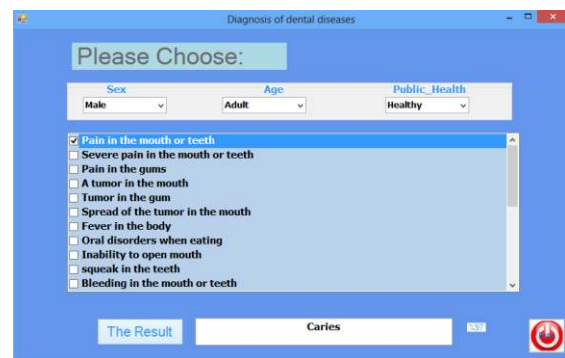 Diagnosis of dental diseases
Please Choose:
Sex Age Public_Health
Male Adult Healthy
Pain in the mouth or teeth
Severe pain in the mouth or teeth
Pain in the gums
A tumor in the mouth
Tumor in the gum
Spread of the tumor in the mouth
Fever in the body
Oral disorders when eating
Inability to open mouth
squeak in the teeth
Bleeding in the mouth or teeth
The Result Caries